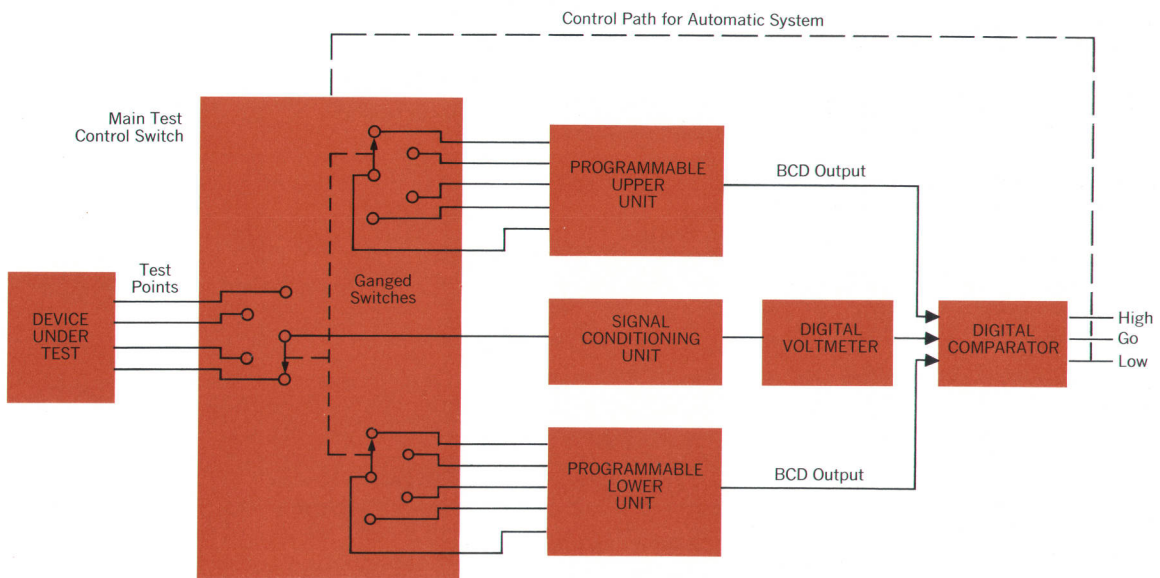 Control Path for Automatic System
Main Test
Control Switch
PROGRAMMABLE
UPPER
UNIT
BCD Output
Test
Points
Ganged
Switches
DEVICE
UNDER
TEST
SIGNAL
CONDITIONING
UNIT
DIGITAL
VOLTMETER
DIGITAL
COMPARATOR
High
Go
Low
PROGRAMMABLE
LOWER
UNIT
BCD Output